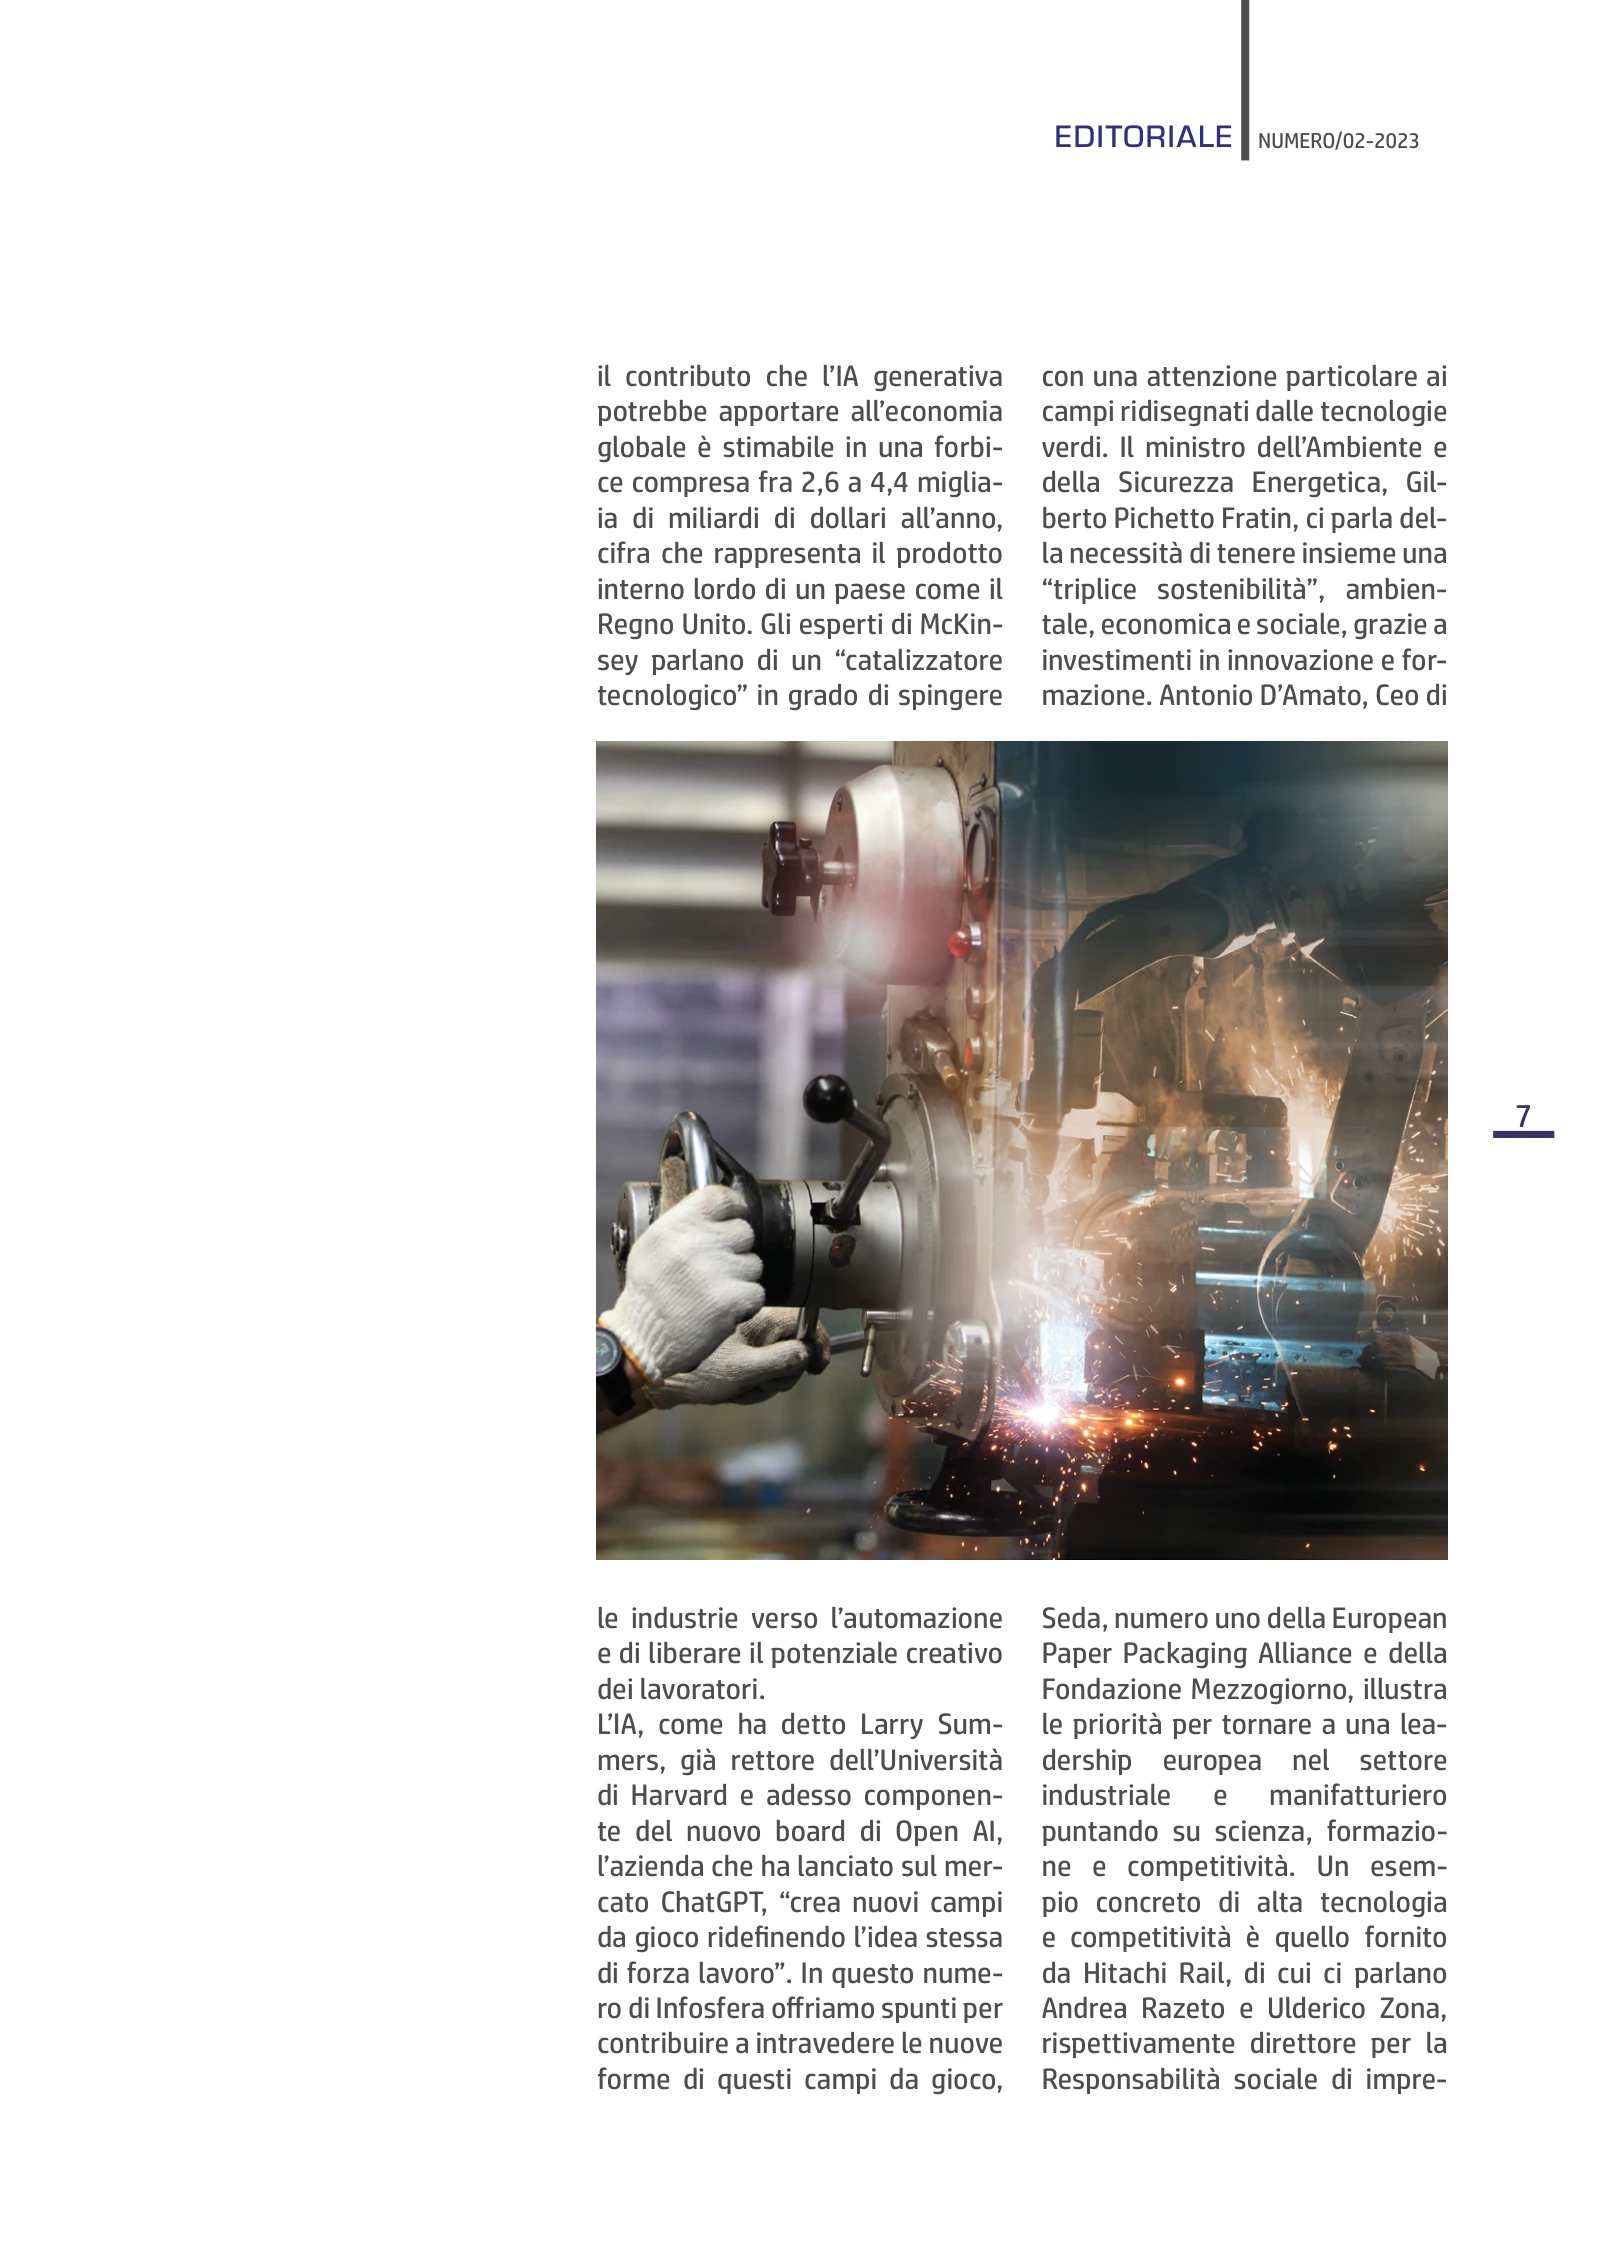 EDITORIALE
NUMERO/02-2023
il contributo che l’IA generativa
potrebbe apportare all’economia
globale è stimabile in una forbi-
ce compresa fra 2,6 a 4,4 miglia-
ia di miliardi di dollari all’anno,
cifra che rappresenta il prodotto
interno lordo di un paese come il
Regno Unito. Gli esperti di McKin-
sey parlano di un “catalizzatore
tecnologico” in grado di spingere
le industrie verso l’automazione
e di liberare il potenziale creativo
dei lavoratori.
L’IA, come ha detto Larry Sum-
mers, già rettore dell’Università
di Harvard e adesso componen-
te del nuovo board di Open AI,
l’azienda che ha lanciato sul mer-
cato ChatGPT, “crea nuovi campi
da gioco ridefinendo l’idea stessa
di forza lavoro”. In questo nume-
ro di Infosfera offriamo spunti per
contribuire a intravedere le nuove
forme di questi campi da gioco,
con una attenzione particolare ai
campi ridisegnati dalle tecnologie
verdi. Il ministro dell’Ambiente e
della Sicurezza Energetica, Gil-
berto Pichetto Fratin, ci parla del-
la necessità di tenere insieme una
“triplice sostenibilità”, ambien-
tale, economica e sociale, grazie a
investimenti in innovazione e for-
mazione. Antonio D’Amato, Ceo di
Seda, numero uno della European
Paper Packaging Alliance e della
Fondazione Mezzogiorno, illustra
le priorità per tornare a una lea-
dership europea nel settore
industriale e manifatturiero
puntando su scienza, formazio-
ne e competitività. Un esem-
pio concreto di alta tecnologia
e competitività è quello fornito
da Hitachi Rail, di cui ci parlano
Andrea Razeto e Ulderico Zona,
rispettivamente direttore per la
Responsabilità sociale di impre-
7